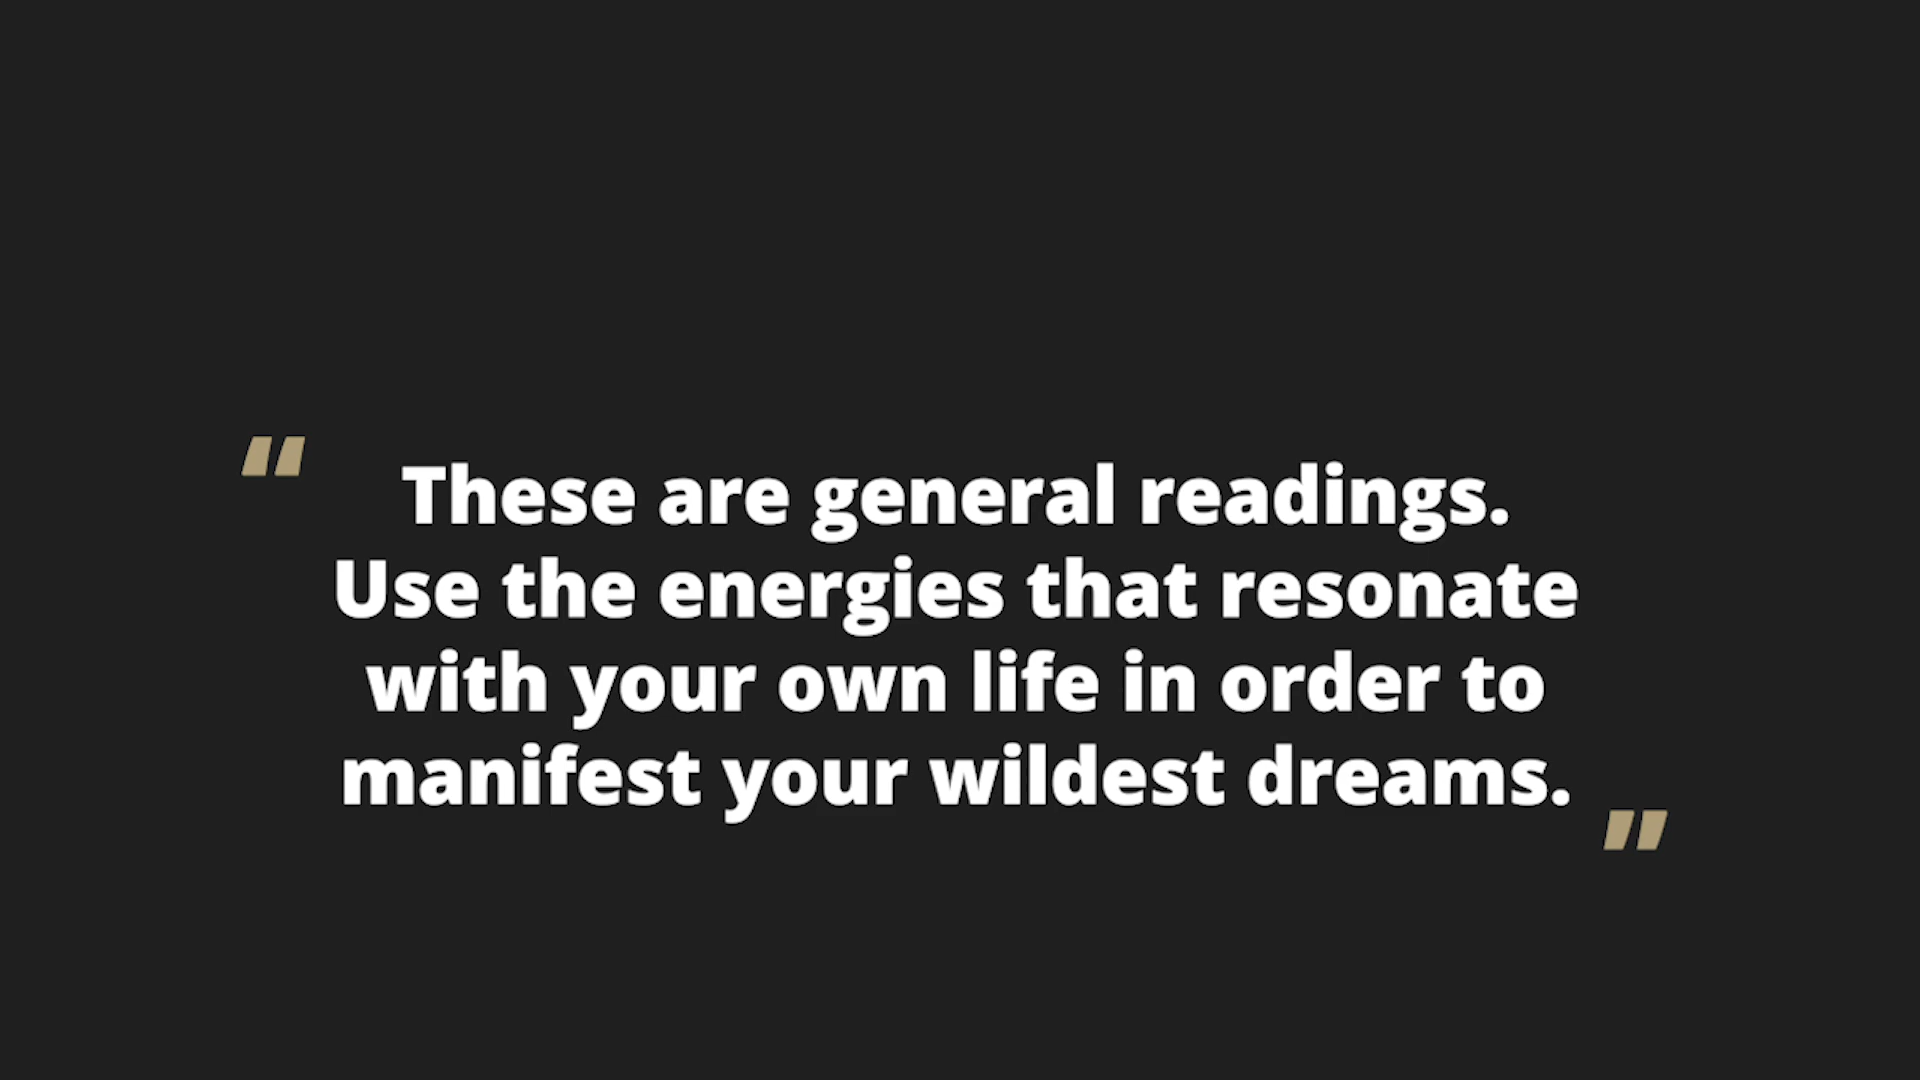 “ These are general readings.
Use the energies that resonate
with your own life in order to
manifest your wildest dreams. ”